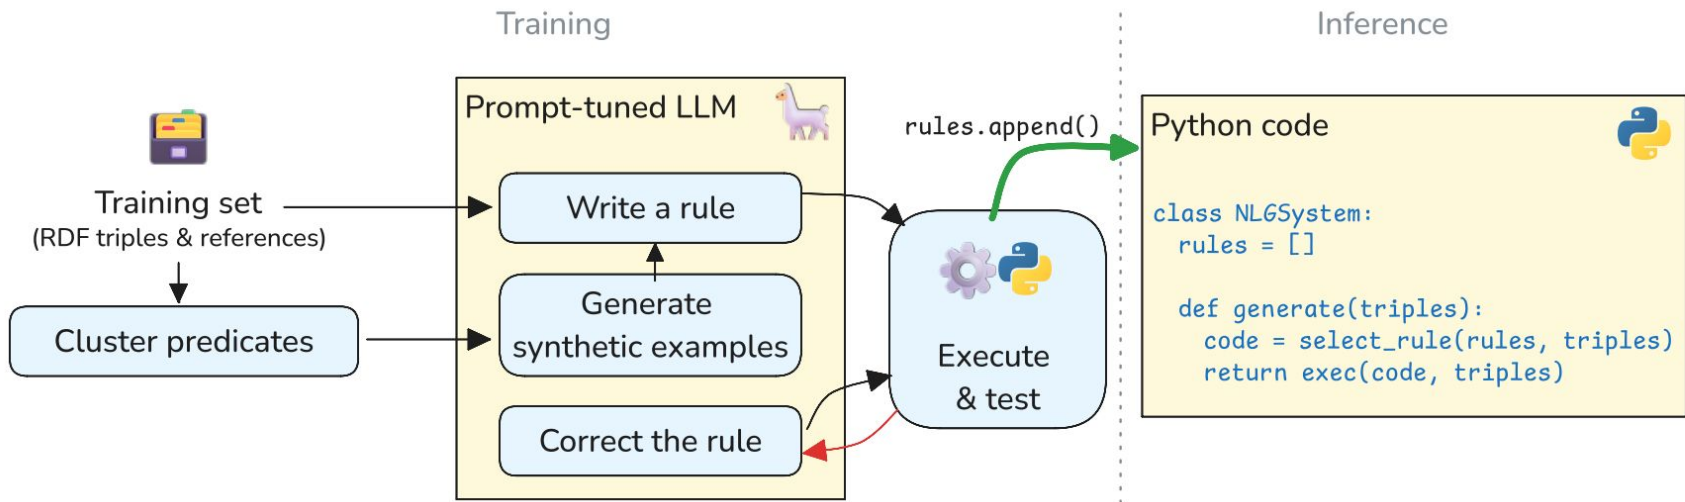 Training
Inference
Training set
(RDF triples & references)
Cluster predicates
Prompt-tuned LLM
Write a rule
Generate
synthetic examples
Correct the rule
Execute
& test
rules.append()
Python code
class NLGSystem:
  rules = []
  def generate(triples):
    code = select_rule(rules, triples)
    return exec(code, triples)